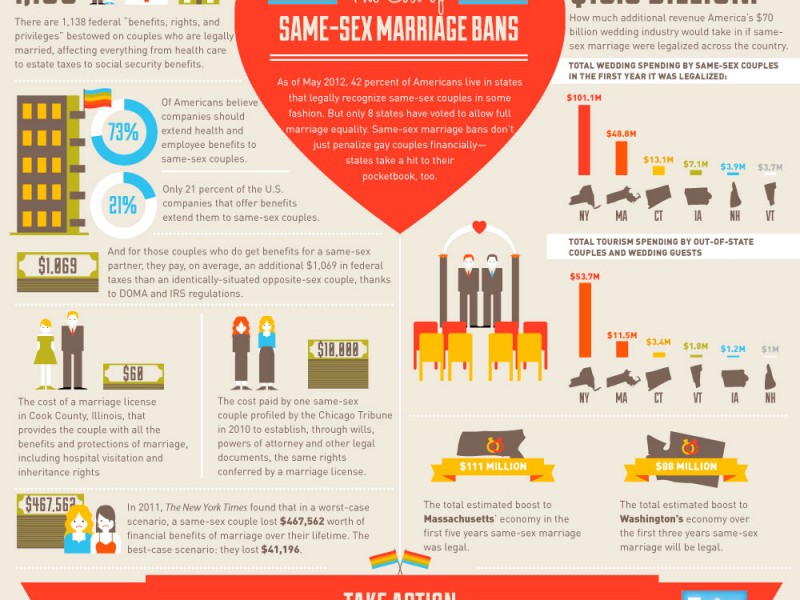 The Cost of
SAME-SEX MARRIAGE BANS
As of May 2012, 42 percent of Americans live in states
that legally recognize same-sex couples in some
fashion. But only 8 states have voted to allow full
marriage equality. Same-sex marriage bans don't
just penalize gay couples financially—
states take a hit to their
pocketbook, too.
There are 1,138 federal "benefits, rights, and
privileges" bestowed on couples who are legally
married, affecting everything from health care
to estate taxes to social security benefits.
73%
Of Americans believe
companies should
extend health and
employee benefits to
same-sex couples.
21%
Only 21 percent of the U.S.
companies that offer benefits
extend them to same-sex couples.
$1,069
And for those couples who do get benefits for a same-sex
partner, they pay, on average, an additional $1,069 in federal
taxes than an identically-situated opposite-sex couple, thanks
to DOMA and IRS regulations.
$60
The cost of a marriage license
in Cook County, Illinois, that
provides the couple with all the
benefits and protections of marriage,
including hospital visitation and
inheritance rights
$10,000
The cost paid by one same-sex
couple profiled by the Chicago Tribune
in 2010 to establish, through wills,
powers of attorney and other legal
documents, the same rights
conferred by a marriage license.
$467,562
In 2011, The New York Times found that in a worst-case
scenario, a same-sex couple lost $467,562 worth of
financial benefits of marriage over their lifetime. The
best-case scenario: they lost $41,196.
How much additional revenue America's $70
billion wedding industry would take in if same-
sex marriage were legalized across the country.
TOTAL WEDDING SPENDING BY SAME-SEX COUPLES
IN THE FIRST YEAR IT WAS LEGALIZED:
$101.1M
$48.8M
$13.1M
$7.1M
$3.9M
$3.7M
NY MA CT IA NH VT
TOTAL TOURISM SPENDING BY OUT-OF-STATE
COUPLES AND WEDDING GUESTS
$53.7M
$11.5M
$3.4M
$1.8M
$1.2M
$1M
NY MA CT VT IA NH
$111 MILLION
The total estimated boost to
Massachusetts' economy in the
first five years same-sex marriage
was legal.
$88 MILLION
The total estimated boost to
Washington's economy over
the first three years same-sex
marriage will be legal.
TAKE ACTION